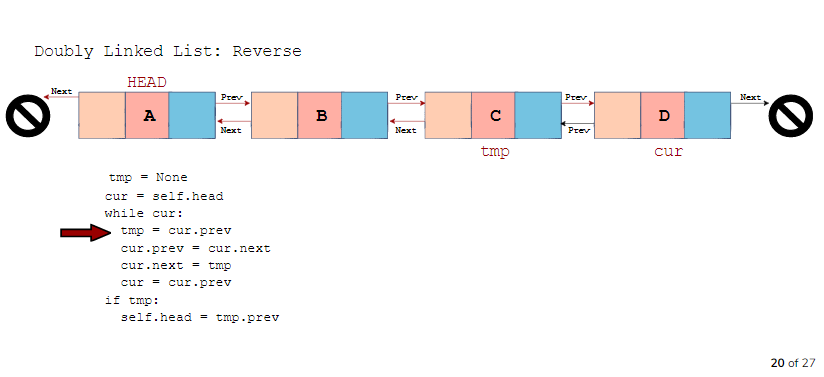 Doubly Linked List: Reverse
HEAD
Next Prev Prev Prev Next
A B C D
Next Next Prev
tmp cur
tmp = None
cur = self.head
while cur:
tmp = cur.prev
cur.prev = cur.next
cur.next = tmp
cur = cur.prev
if tmp:
self.head = tmp.prev
20 of 27